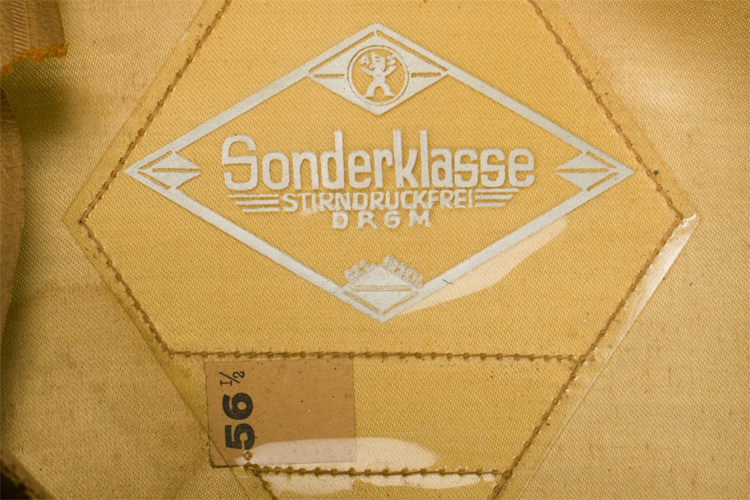 Sonderklasse
STIRNDRUCKFREI
DRGM
56 ½